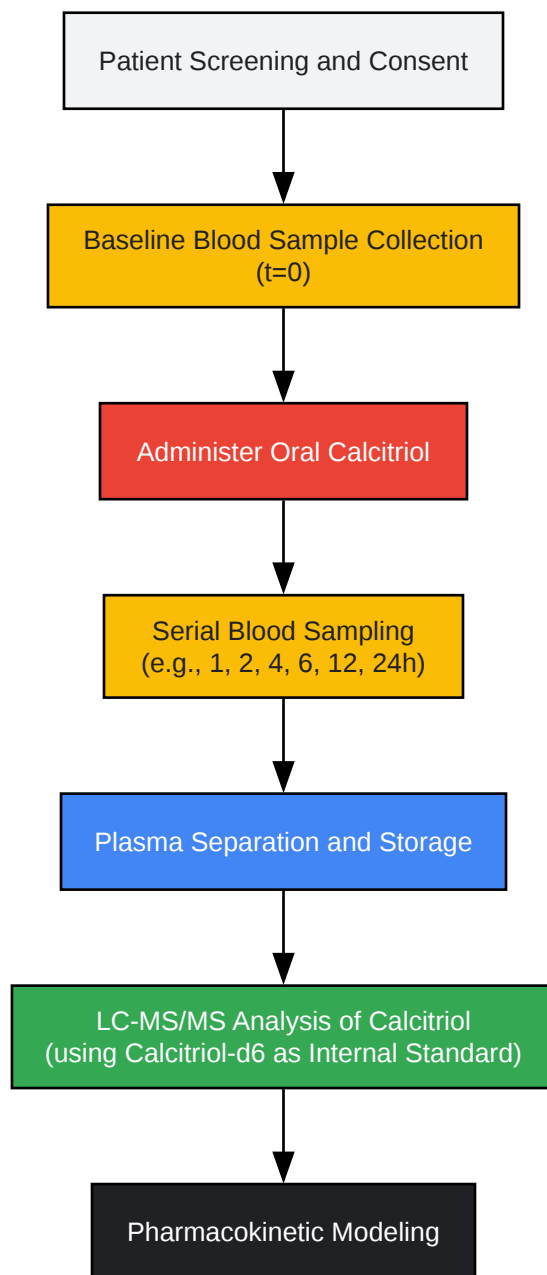 Patient Screening and Consent
Baseline Blood Sample Collection
(t=0)
Administer Oral Calcitriol
Serial Blood Sampling
(e.g., 1, 2, 4, 6, 12, 24h)
Plasma Separation and Storage
LC-MS/MS Analysis of Calcitriol
(using Calcitriol-d6 as Internal Standard)
Pharmacokinetic Modeling